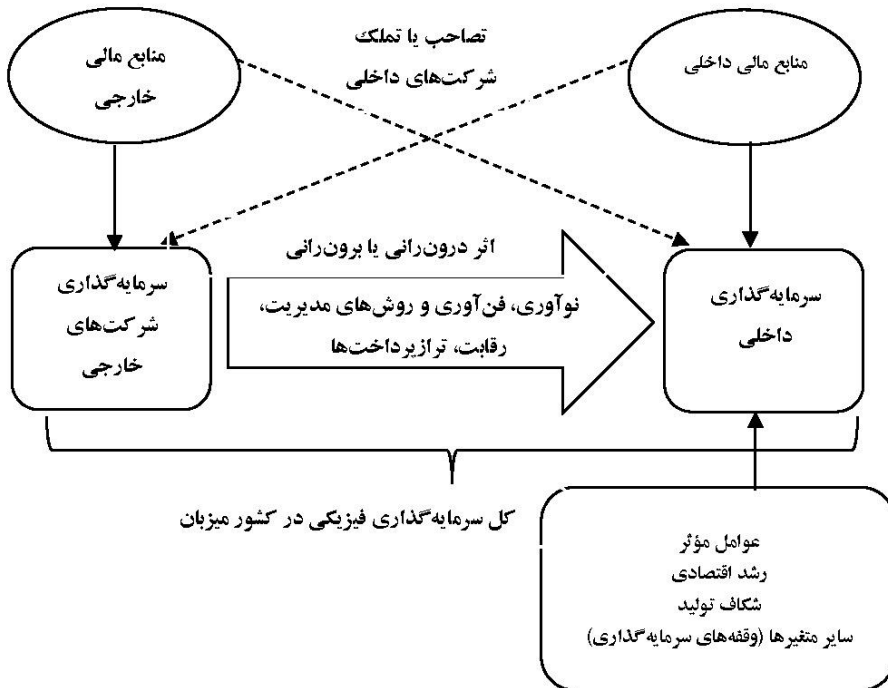 تصاحب یا تملک
شرکت‌های داخلی
منابع مالی داخلی
منابع مالی
خارجی
اثر درون‌رانی یا برون‌رانی
نوآوری، فن‌آوری و روش‌های مدیریت،
رقابت، ترازپرداخت‌ها
سرمایه‌گذاری
داخلی
سرمایه‌گذاری
شرکت‌های
خارجی
کل سرمایه‌گذاری فیزیکی در کشور میزبان
عوامل مؤثر
رشد اقتصادی
شکاف تولید
سایر متغیرها (وقفه‌های سرمایه‌گذاری)